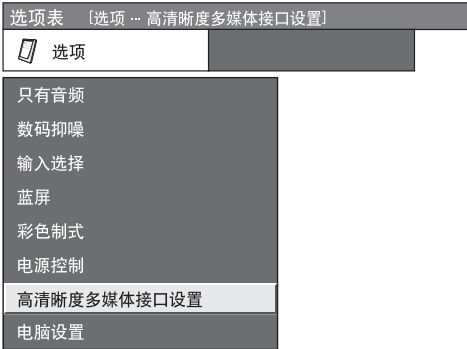 选项表 [选项 ... 高清晰度多媒体接口设置]
选项
只有音频
数码抑噪
输入选择
蓝屏
彩色制式
电源控制
高清晰度多媒体接口设置
电脑设置